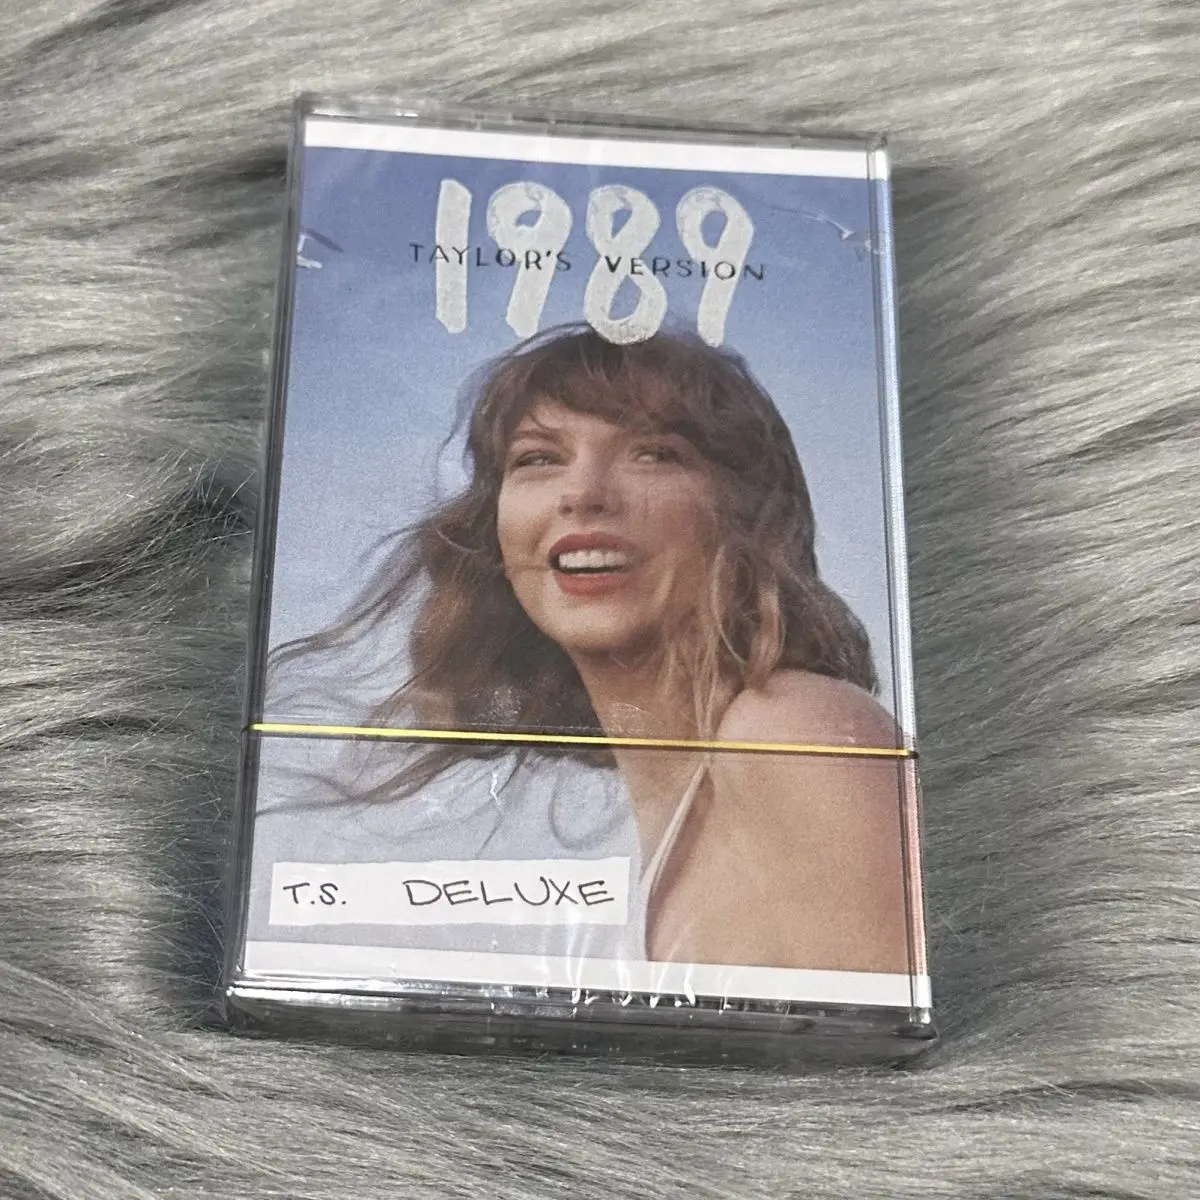 1989
TAYLOR'S VERSION
T.S. DELUXE